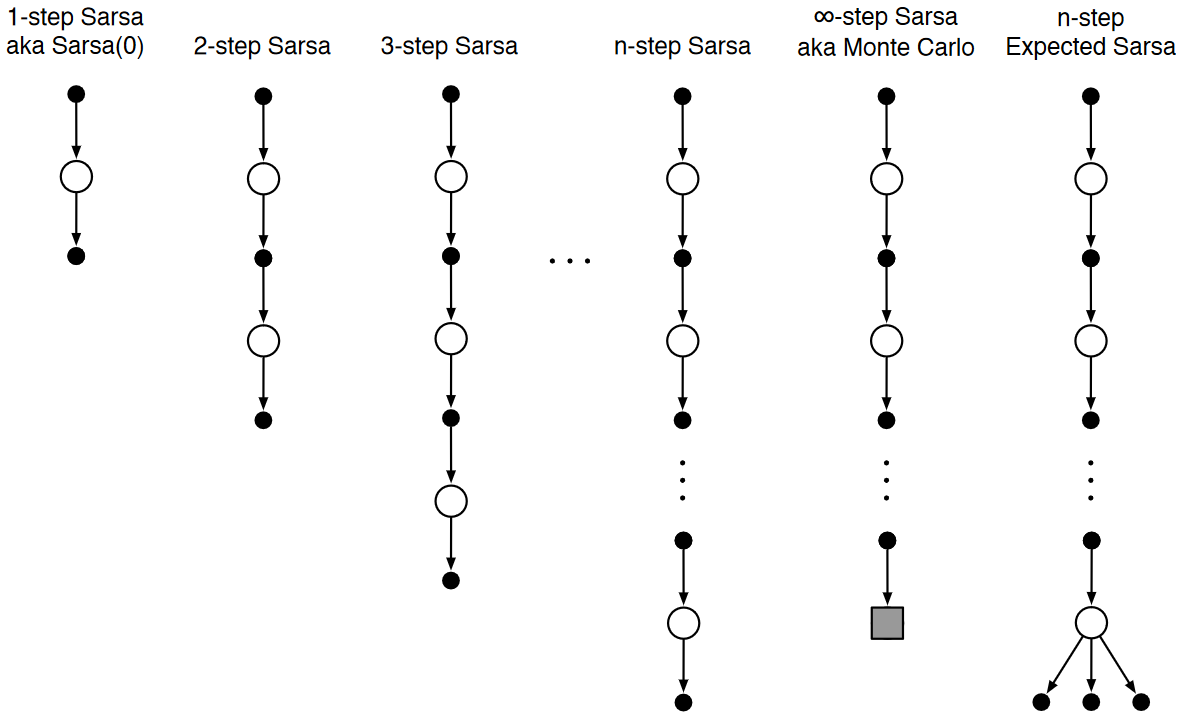 1-step Sarsa
aka Sarsa(0)
2-step Sarsa
3-step Sarsa
n-step Sarsa
∞-step Sarsa
aka Monte Carlo
n-step
Expected Sarsa